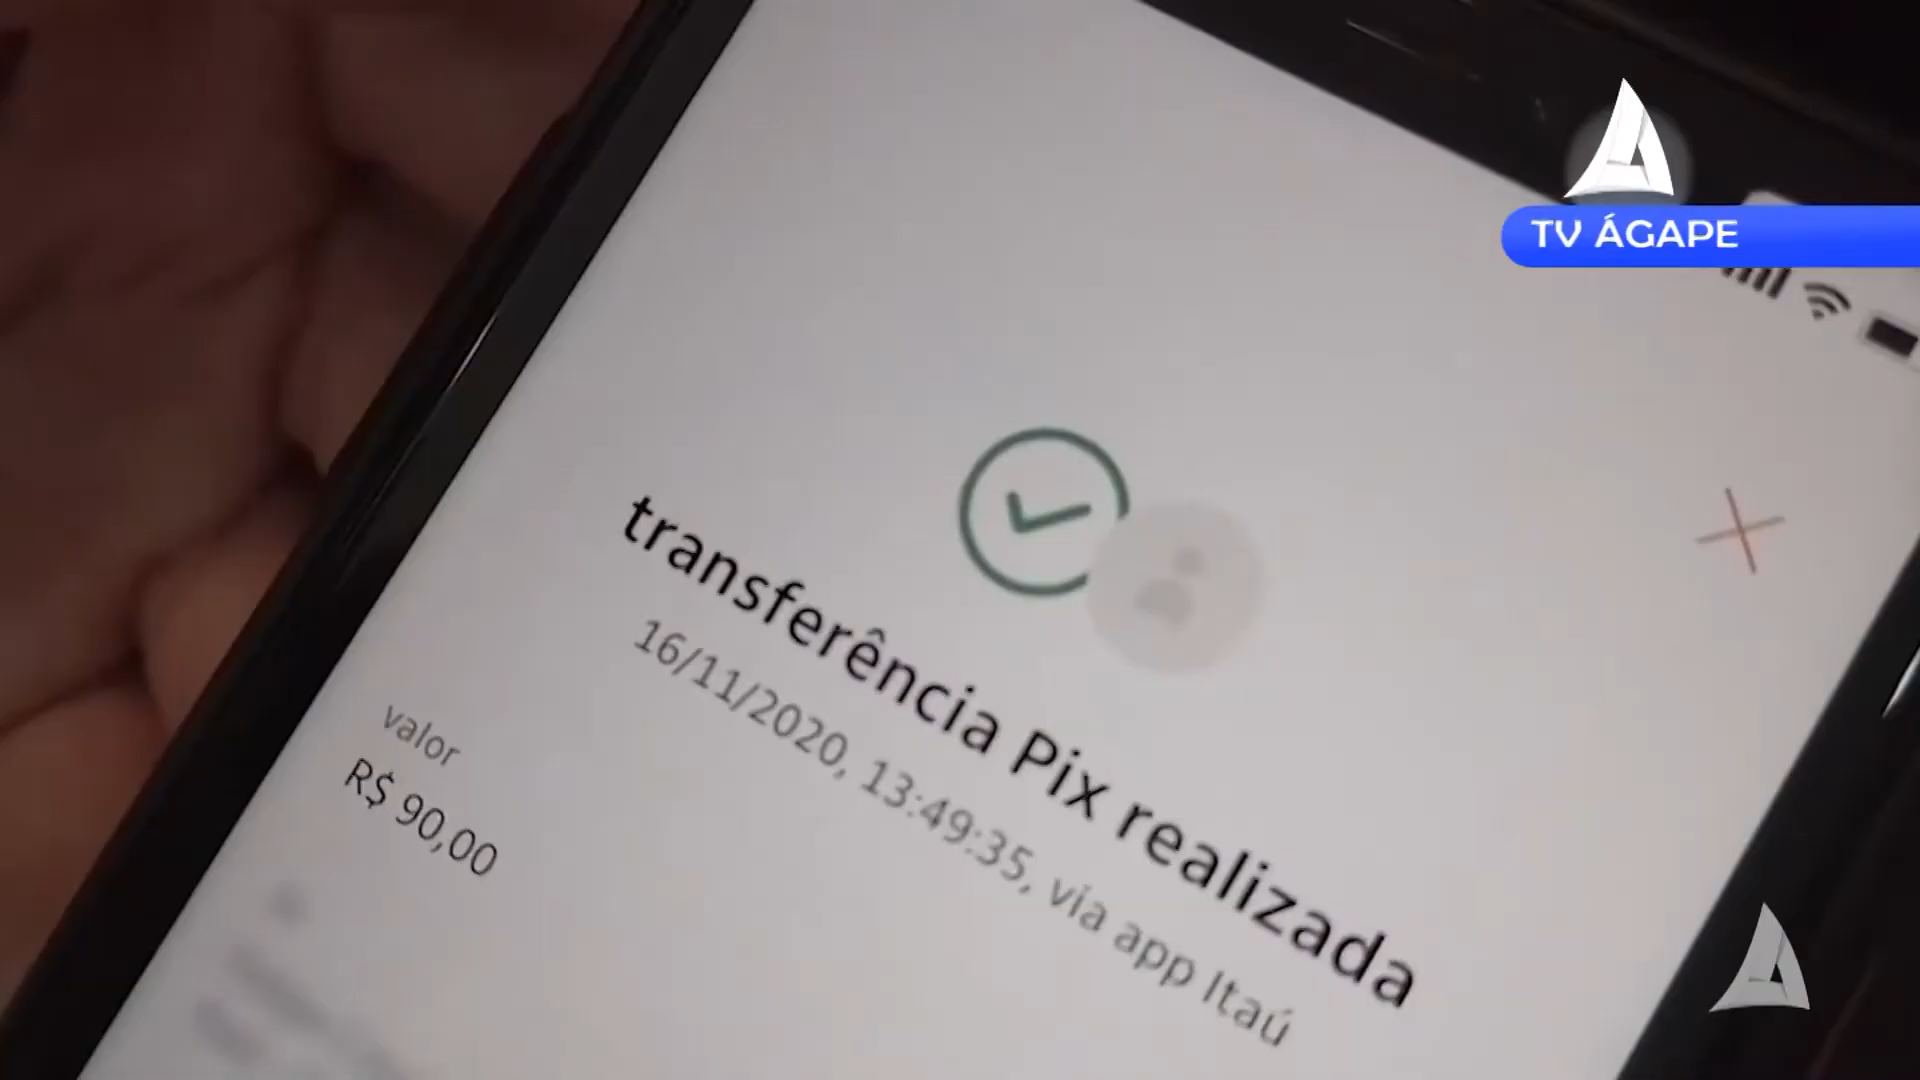 TV ÁGAPE
transferência Pix realizada
16/11/2020, 13:49:35, via app Itaú
valor
R$ 90,00